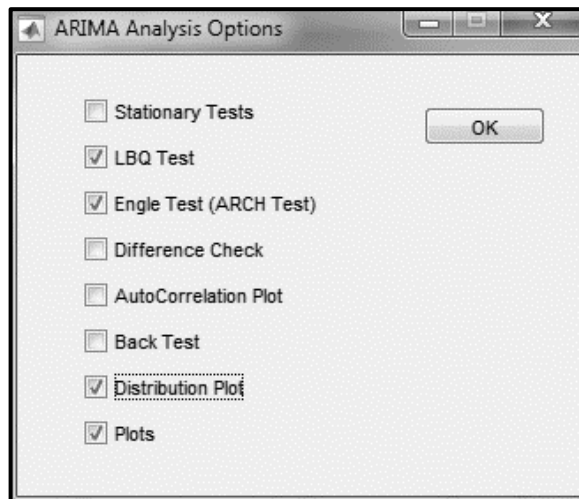 ARIMA Analysis Options
Stationary Tests
OK
LBQ Test
Engle Test (ARCH Test)
Difference Check
AutoCorrelation Plot
Back Test
Distribution Plot
Plots